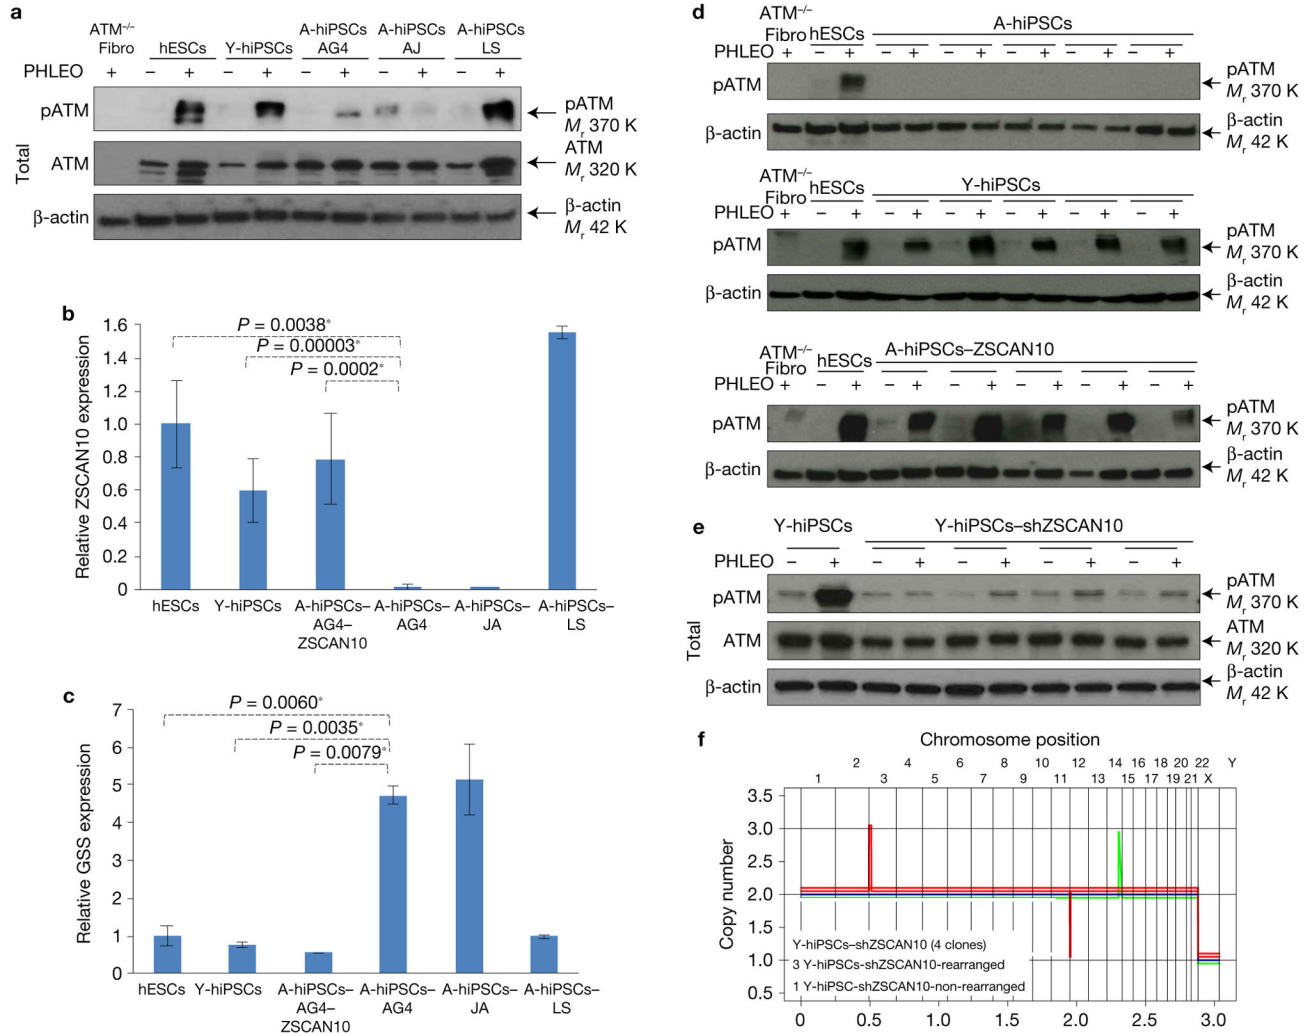 a
ATM–/–
Fibro
hESCs
Y-hiPSCs
A-hiPSCs
AG4
A-hiPSCs
AJ
A-hiPSCs
LS
PHLEO + – + – + – + – + – +
pATM
pATM
Mr 370 K
Total
ATM
ATM
Mr 320 K
β-actin
β-actin
Mr 42 K
b
Relative ZSCAN10 expression
1.6
1.4
1.2
1.0
0.8
0.6
0.4
0.2
0
P = 0.0038*
P = 0.00003*
P = 0.0002*
hESCs
Y-hiPSCs
A-hiPSCs–
AG4–
ZSCAN10
A-hiPSCs–
AG4
A-hiPSCs–
JA
A-hiPSCs–
LS
c
Relative GSS expression
7
6
5
4
3
2
1
0
P = 0.0060*
P = 0.0035*
P = 0.0079*
hESCs
Y-hiPSCs
A-hiPSCs–
AG4–
ZSCAN10
A-hiPSCs–
AG4
A-hiPSCs–
JA
A-hiPSCs–
LS
d
ATM–/–
Fibro
hESCs
A-hiPSCs
PHLEO + – + – + – + – + – + – +
pATM
pATM
Mr 370 K
β-actin
β-actin
Mr 42 K
ATM–/–
Fibro
hESCs
Y-hiPSCs
PHLEO + – + – + – + – + – + – +
pATM
pATM
Mr 370 K
β-actin
β-actin
Mr 42 K
ATM–/–
Fibro
hESCs
A-hiPSCs–ZSCAN10
PHLEO + – + – + – + – + – + – +
pATM
pATM
Mr 370 K
β-actin
β-actin
Mr 42 K
e
Y-hiPSCs
Y-hiPSCs–shZSCAN10
PHLEO – + – + – + – + – +
pATM
pATM
Mr 370 K
Total
ATM
ATM
Mr 320 K
β-actin
β-actin
Mr 42 K
f
Chromosome position
2 4 6 8 10 12 14 16 18 20 22 Y
1 3 5 7 9 11 13 15 17 19 21 X
Copy number
3.5
3.0
2.5
2.0
1.5
1.0
0.5
Y-hiPSCs–shZSCAN10 (4 clones)
3 Y-hiPSCs-shZSCAN10-rearranged
1 Y-hiPSC-shZSCAN10-non-rearranged
0 0.5 1.0 1.5 2.0 2.5 3.0